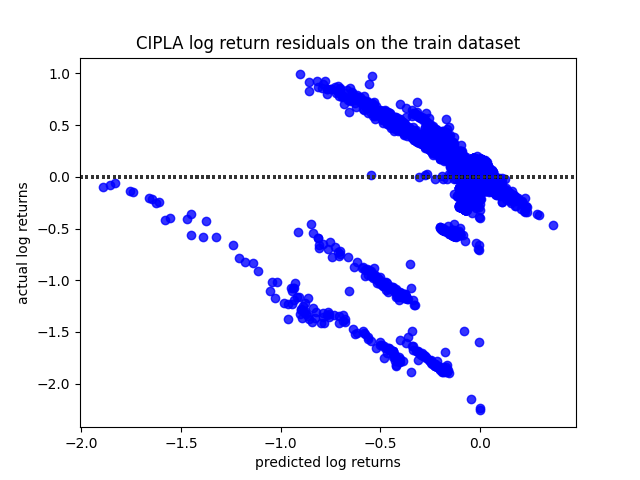 CIPLA log return residuals on the train dataset
1.0
0.5
0.0
−0.5
−1.0
−1.5
−2.0
actual log returns
−2.0 −1.5 −1.0 −0.5 0.0
predicted log returns